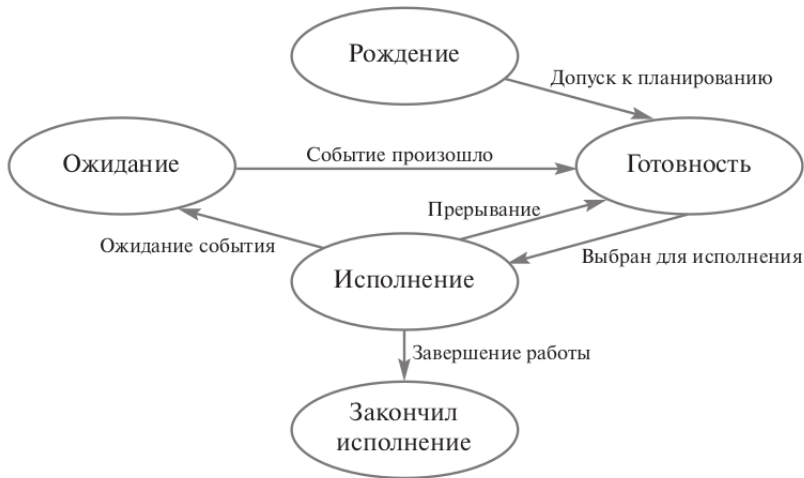 Рождение
Допуск к планированию
Ожидание
Событие произошло
Готовность
Прерывание
Ожидание события
Выбран для исполнения
Исполнение
Завершение работы
Закончил
исполнение